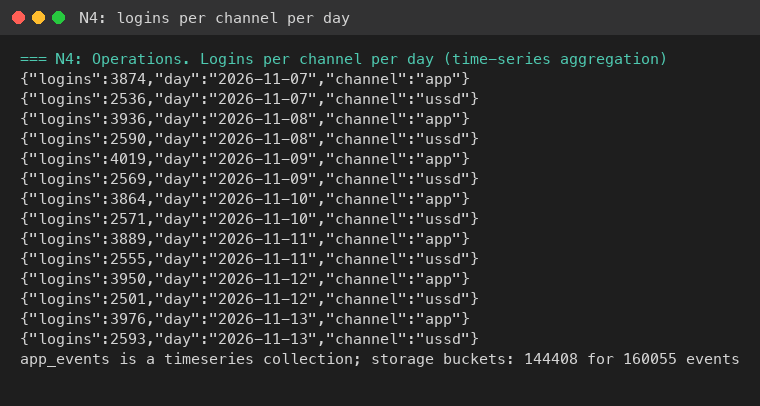 N4: logins per channel per day
=== N4: Operations. Logins per channel per day (time-series aggregation)
{"logins":3874,"day":"2026-11-07","channel":"app"}
{"logins":2536,"day":"2026-11-07","channel":"ussd"}
{"logins":3936,"day":"2026-11-08","channel":"app"}
{"logins":2590,"day":"2026-11-08","channel":"ussd"}
{"logins":4019,"day":"2026-11-09","channel":"app"}
{"logins":2569,"day":"2026-11-09","channel":"ussd"}
{"logins":3864,"day":"2026-11-10","channel":"app"}
{"logins":2571,"day":"2026-11-10","channel":"ussd"}
{"logins":3889,"day":"2026-11-11","channel":"app"}
{"logins":2555,"day":"2026-11-11","channel":"ussd"}
{"logins":3950,"day":"2026-11-12","channel":"app"}
{"logins":2501,"day":"2026-11-12","channel":"ussd"}
{"logins":3976,"day":"2026-11-13","channel":"app"}
{"logins":2593,"day":"2026-11-13","channel":"ussd"}
app_events is a timeseries collection; storage buckets: 144408 for 160055 events